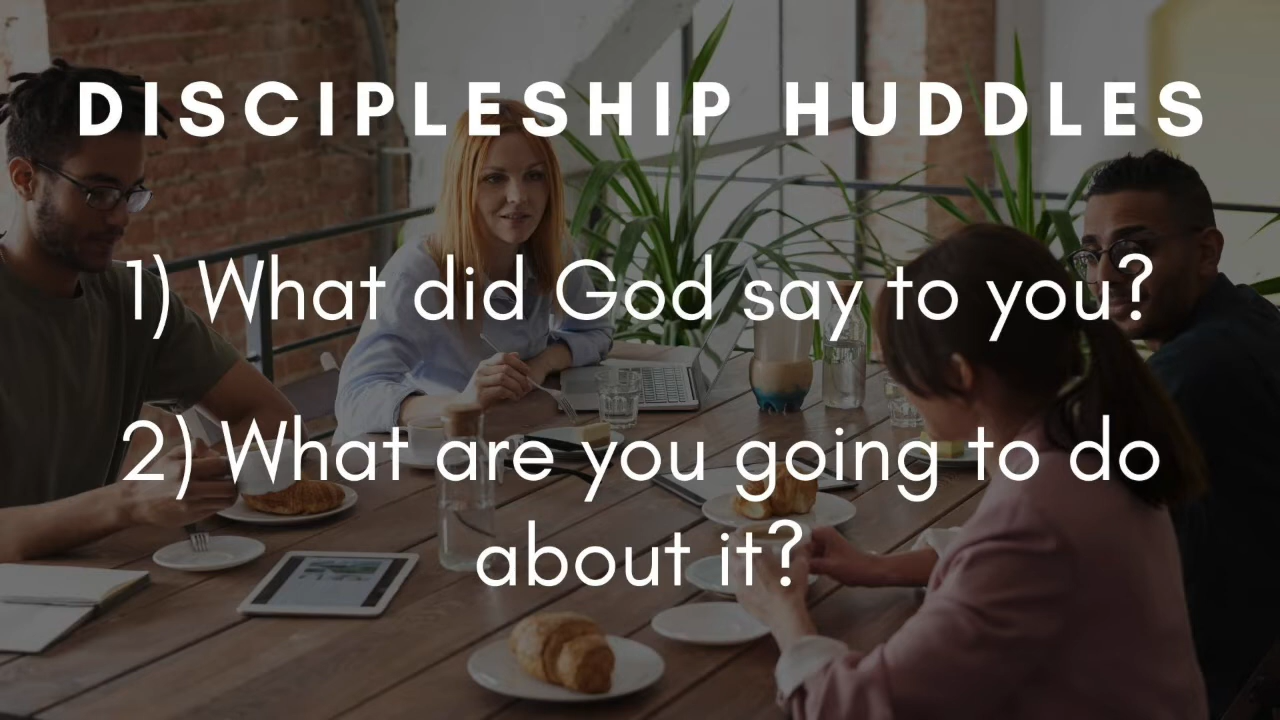 DISCIPLESHIP HUDDLES
1) What did God say to you?
2) What are you going to do
about it?